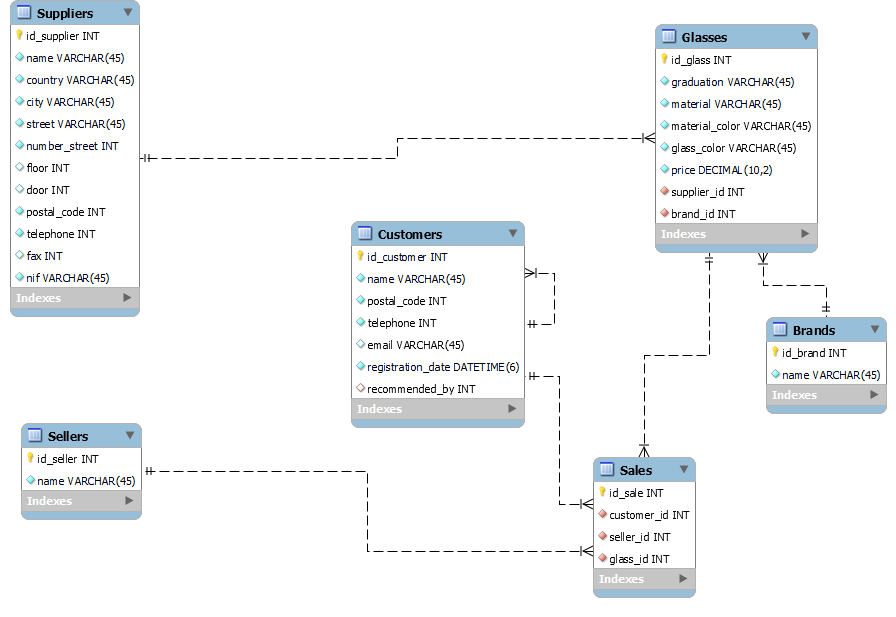 Suppliers
id_supplier INT
name VARCHAR(45)
country VARCHAR(45)
city VARCHAR(45)
street VARCHAR(45)
number_street INT
floor INT
door INT
postal_code INT
telephone INT
fax INT
nif VARCHAR(45)
Indexes
Glasses
id_glass INT
graduation VARCHAR(45)
material VARCHAR(45)
material_color VARCHAR(45)
glass_color VARCHAR(45)
price DECIMAL(10,2)
supplier_id INT
brand_id INT
Indexes
Customers
id_customer INT
name VARCHAR(45)
postal_code INT
telephone INT
email VARCHAR(45)
registration_date DATETIME(6)
recommended_by INT
Indexes
Brands
id_brand INT
name VARCHAR(45)
Indexes
Sellers
id_seller INT
name VARCHAR(45)
Indexes
Sales
id_sale INT
customer_id INT
seller_id INT
glass_id INT
Indexes